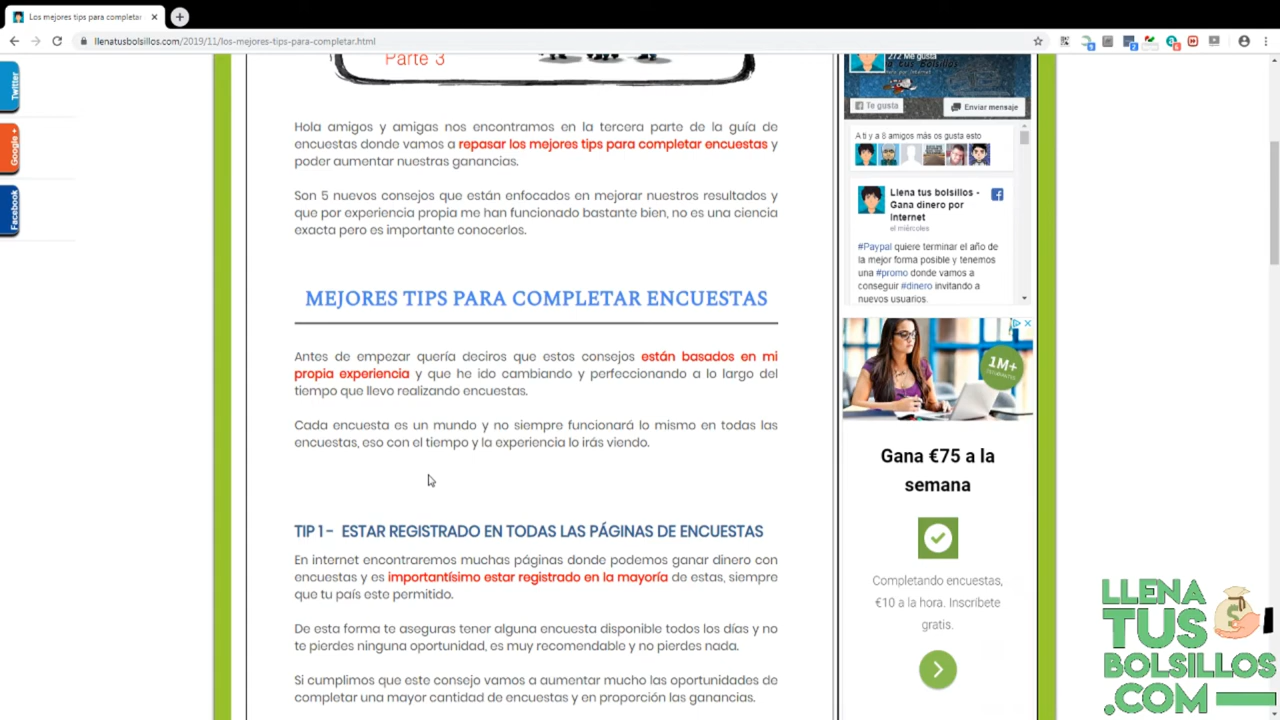 Los mejores tips para completar
llenatusbolsillos.com/2019/11/los-mejores-tips-para-completar.html
Twitter
Google +
Facebook
Parte 3
Hola amigos y amigas nos encontramos en la tercera parte de la guía de
encuestas donde vamos a repasar los mejores tips para completar encuestas y
poder aumentar nuestras ganancias.
Son 5 nuevos consejos que están enfocados en mejorar nuestros resultados y
que por experiencia propia me han funcionado bastante bien, no es una ciencia
exacta pero es importante conocerlos.
MEJORES TIPS PARA COMPLETAR ENCUESTAS
Antes de empezar quería deciros que estos consejos están basados en mi
propia experiencia y que he ido cambiando y perfeccionando a lo largo del
tiempo que llevo realizando encuestas.
Cada encuesta es un mundo y no siempre funcionará lo mismo en todas las
encuestas, eso con el tiempo y la experiencia lo irás viendo.
TIP 1 - ESTAR REGISTRADO EN TODAS LAS PÁGINAS DE ENCUESTAS
En internet encontraremos muchas páginas donde podemos ganar dinero con
encuestas y es importantísimo estar registrado en la mayoría de estas, siempre
que tu país este permitido.
De esta forma te aseguras tener alguna encuesta disponible todos los días y no
te pierdes ninguna oportunidad, es muy recomendable y no pierdes nada.
Si cumplimos que este consejo vamos a aumentar mucho las oportunidades de
completar una mayor cantidad de encuestas y en proporción las ganancias.
272 Me gusta
Te gusta
Enviar mensaje
A ti y a 8 amigos más os gusta esto
Llena tus bolsillos -
Gana dinero por
Internet
el miércoles
#Paypal quiere terminar el año de
la mejor forma posible y tenemos
una #promo donde vamos a
conseguir #dinero invitando a
nuevos usuarios.
1M+
Gana €75 a la
semana
Completando encuestas,
€10 a la hora. Inscríbete
gratis.
LLENA
TUS
BOLSILLOS
.COM